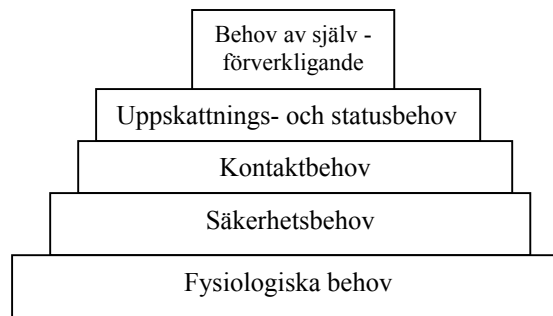 Behov av själv -
förverkligande
Uppskattnings- och statusbehov
Kontaktbehov
Säkerhetsbehov
Fysiologiska behov